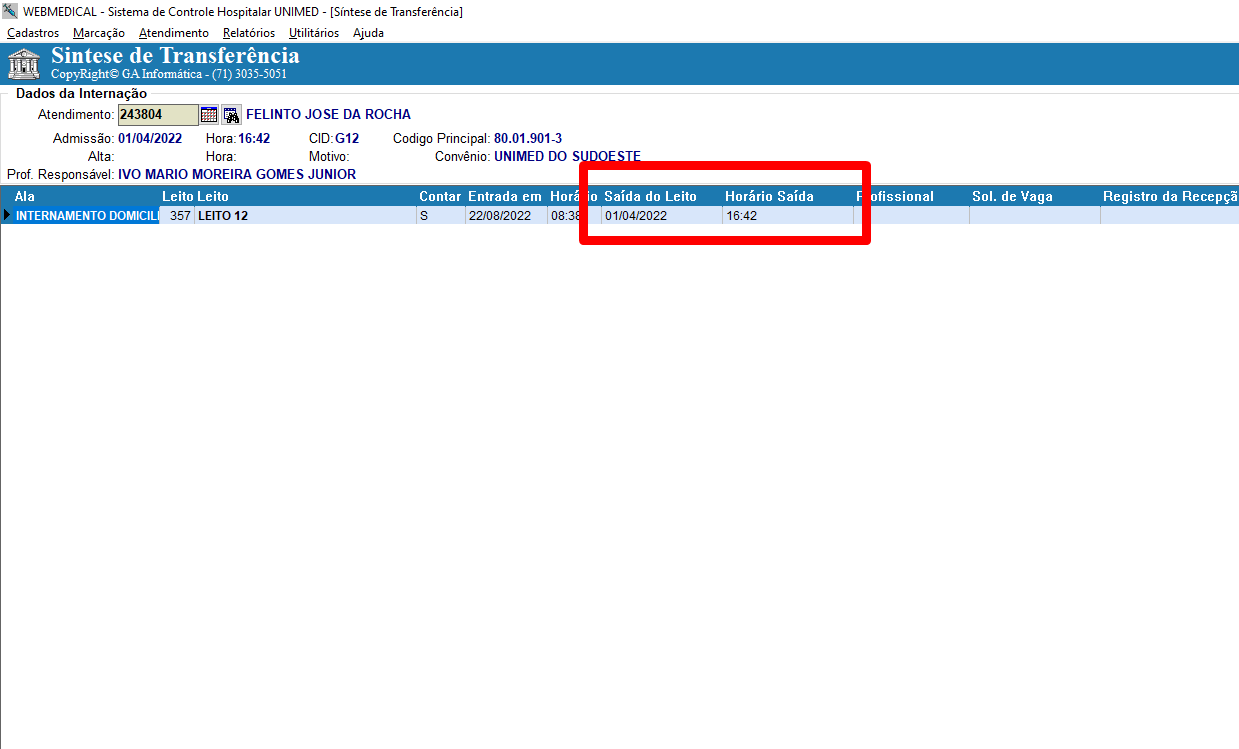 WEBMEDICAL - Sistema de Controle Hospitalar UNIMED - [Síntese de Transferência]
Cadastros Marcação Atendimento Relatórios Utilitários Ajuda
Sintese de Transferência
CopyRight© GA Informática - (71) 3035-5051
Dados da Internação
Atendimento: 243804 FELINTO JOSE DA ROCHA
Admissão: 01/04/2022 Hora: 16:42 CID: G12 Codigo Principal: 80.01.901-3
Alta: Hora: Motivo: Convênio: UNIMED DO SUDOESTE
Prof. Responsável: IVO MARIO MOREIRA GOMES JUNIOR
Ala Leito Leito Contar Entrada em Horário Saída do Leito Horário Saída Profissional Sol. de Vaga Registro da Recepçã
INTERNAMENTO DOMICILI 357 LEITO 12 S 22/08/2022 08:38 01/04/2022 16:42